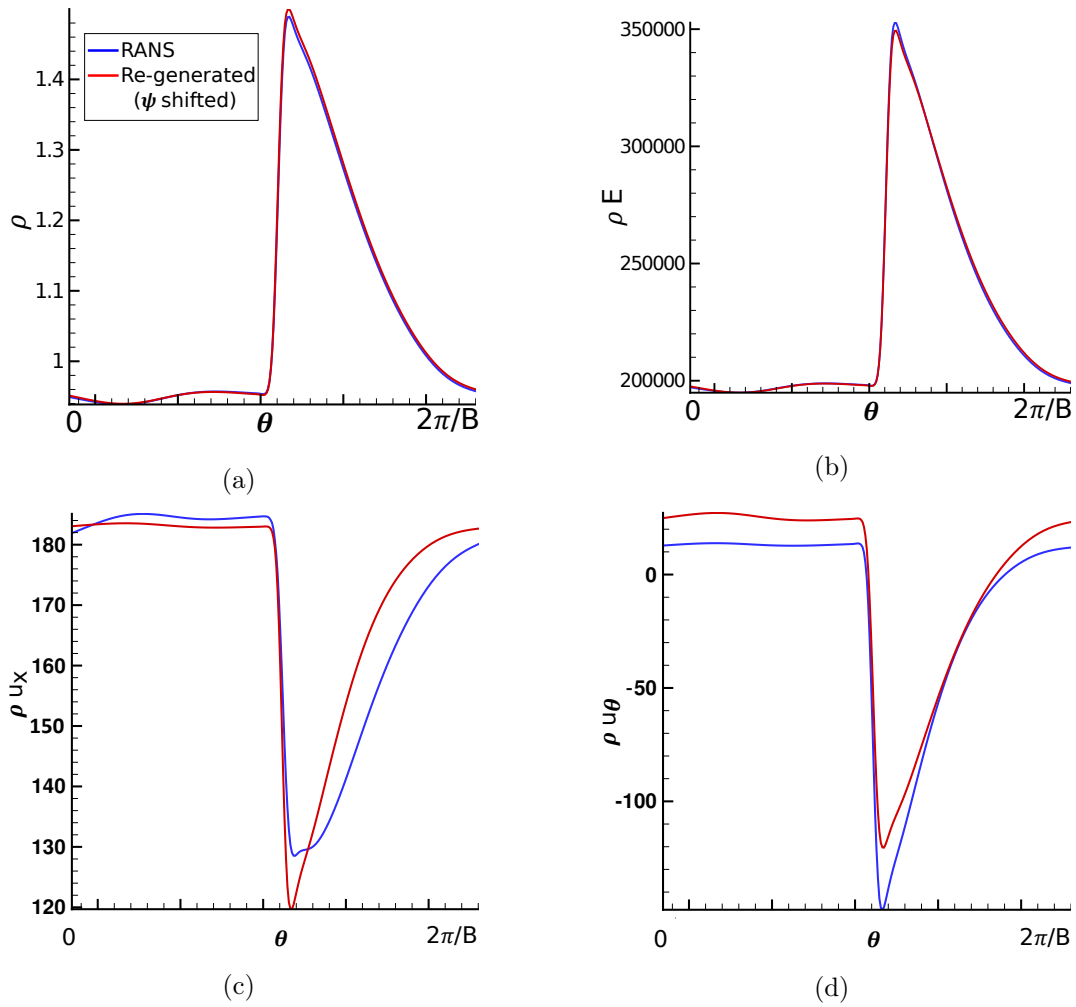 RANS
Re-generated
(ψ shifted)
1.4
1.3
1.2
1.1
1
ρ
0
θ
2π/B
(a)
350000
300000
250000
200000
ρ E
0
θ
2π/B
(b)
180
170
160
150
140
130
120
ρ ux
0
θ
2π/B
(c)
0
-50
-100
ρ uθ
0
θ
2π/B
(d)